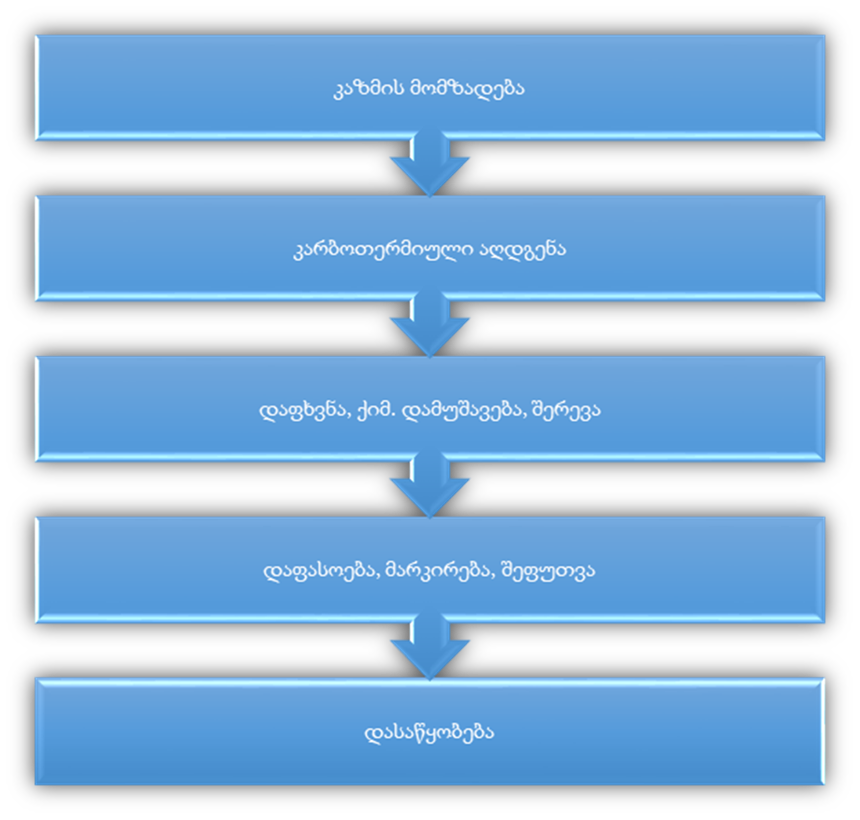 კაზმის მომზადება
კარბოთერმიული აღდგენა
დაფხვნა, ქიმ. დამუშავება, შერევა
დაფასოება, მარკირება, შეფუთვა
დასაწყობება